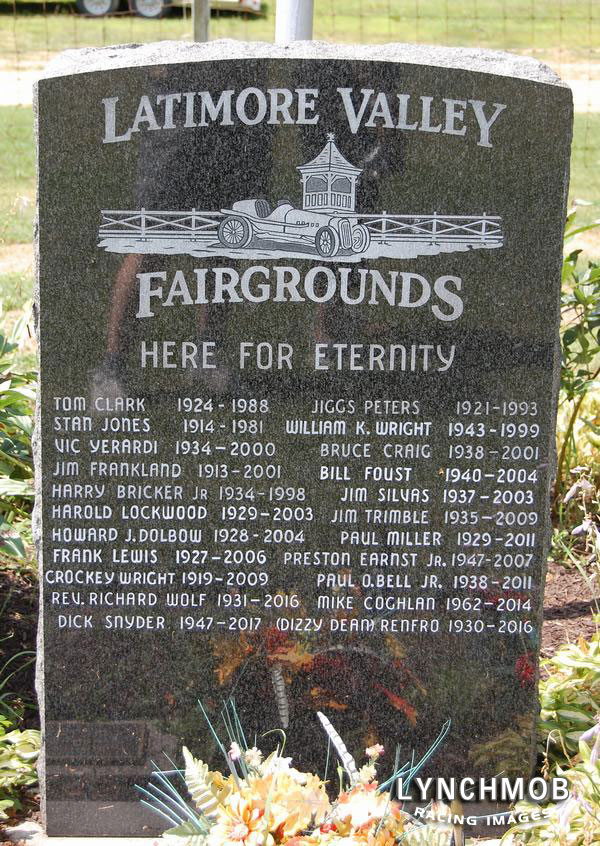 LATIMORE VALLEY
FAIRGROUNDS
HERE FOR ETERNITY
TOM CLARK 1924-1988 JIGGS PETERS 1921-1993
STAN JONES 1914-1981 WILLIAM K. WRIGHT 1943-1999
VIC YERARDI 1934-2000 BRUCE CRAIG 1938-2001
JIM FRANKLAND 1913-2001 BILL FOUST 1940-2004
HARRY BRICKER JR 1934-1998 JIM SILVAS 1937-2003
HAROLD LOCKWOOD 1929-2003 JIM TRIMBLE 1935-2009
HOWARD J. DOLBOW 1928-2004 PAUL MILLER 1929-2011
FRANK LEWIS 1927-2006 PRESTON EARNST JR. 1947-2007
CROCKEY WRIGHT 1919-2009 PAUL O. BELL JR. 1938-2011
REV. RICHARD WOLF 1931-2016 MIKE COGHLAN 1962-2014
DICK SNYDER 1947-2017 (DIZZY DEAN) RENFRO 1930-2016
LYNCHMOB
RACING IMAGES